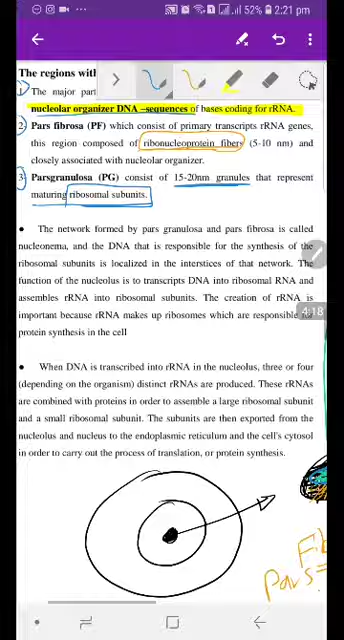 52% 2:21 pm
The regions with
1) The major part
nucleolar organizer DNA –sequences of bases coding for rRNA.
2- Pars fibrosa (PF) which consist of primary transcripts rRNA genes,
this region composed of ribonucleoprotein fibers (5-10 nm) and
closely associated with nucleolar organizer.
3- Parsgranulosa (PG) consist of 15-20nm granules that represent
maturing ribosomal subunits.
• The network formed by pars granulosa and pars fibrosa is called
nucleonema, and the DNA that is responsible for the synthesis of the
ribosomal subunits is localized in the interstices of that network. The
function of the nucleolus is to transcripts DNA into ribosomal RNA and
assembles rRNA into ribosomal subunits. The creation of rRNA is
4:18
important because rRNA makes up ribosomes which are responsible for
protein synthesis in the cell
• When DNA is transcribed into rRNA in the nucleolus, three or four
(depending on the organism) distinct rRNAs are produced. These rRNAs
are combined with proteins in order to assemble a large ribosomal subunit
and a small ribosomal subunit. The subunits are then exported from the
nucleolus and nucleus to the endoplasmic reticulum and the cell's cytosol
in order to carry out the process of translation, or protein synthesis.
Fib
Pars